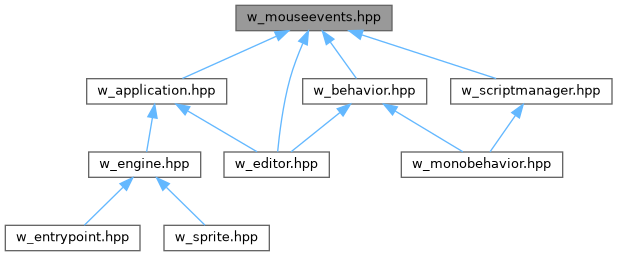 w_mouseevents.hpp
w_application.hpp
w_behavior.hpp
w_scriptmanager.hpp
w_engine.hpp
w_editor.hpp
w_monobehavior.hpp
w_entrypoint.hpp
w_sprite.hpp